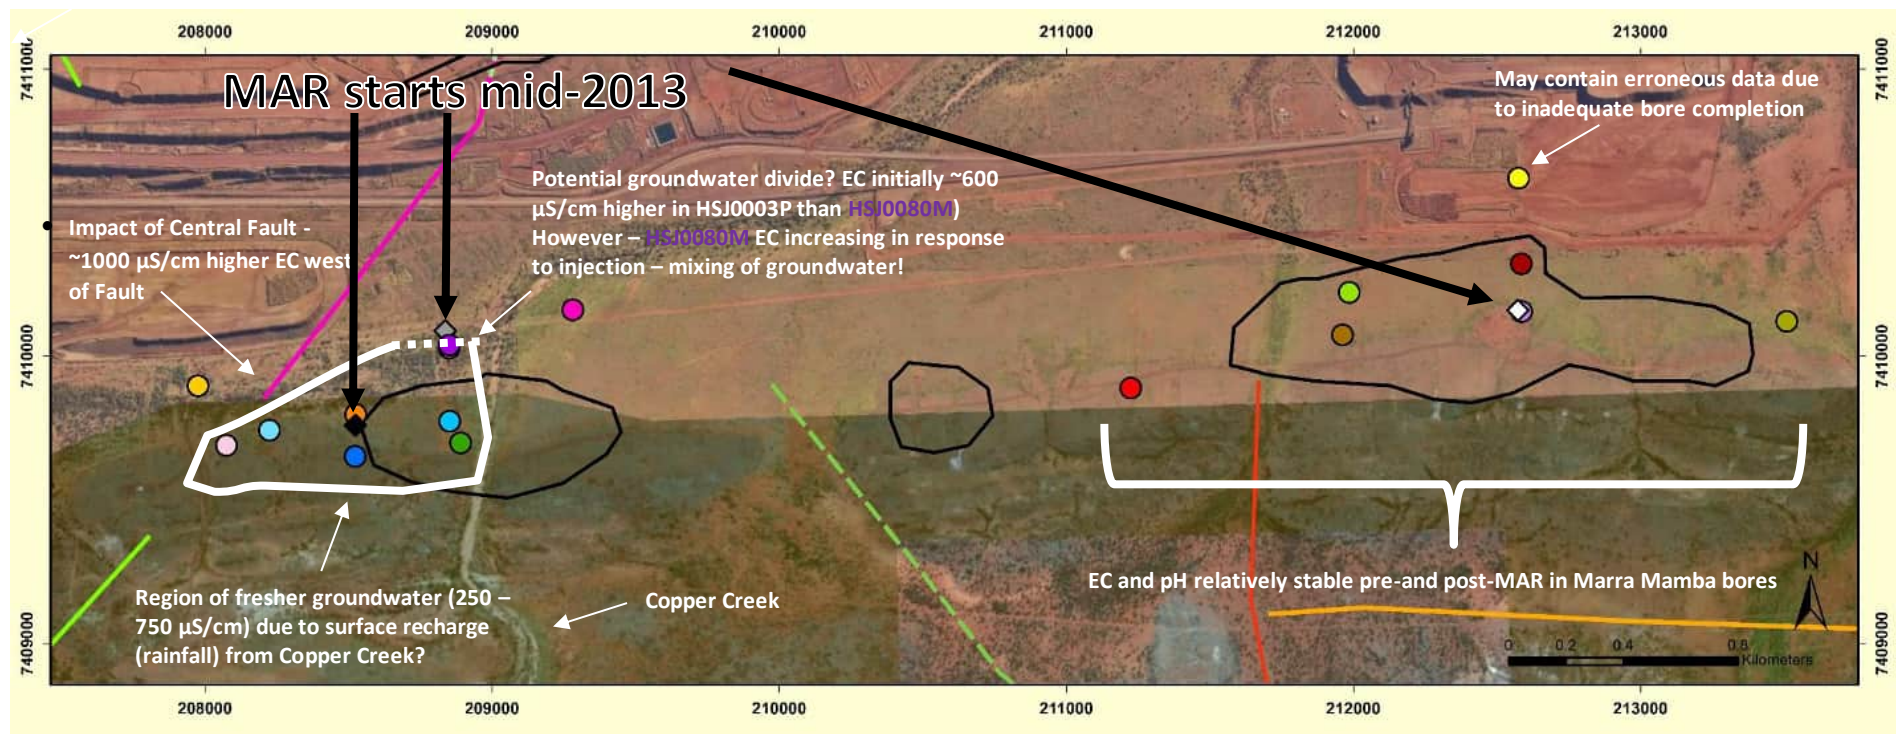 208000
209000
210000
211000
212000
213000
7411000
7411000
MAR starts mid-2013
May contain erroneous data due
to inadequate bore completion
Potential groundwater divide? EC initially ~600
µS/cm higher in HSJ0003P than HSJ0080M)
However – HSJ0080M EC increasing in response
to injection – mixing of groundwater!
Impact of Central Fault -
~1000 µS/cm higher EC west
of Fault
7410000
7410000
Region of fresher groundwater (250 –
750 µS/cm) due to surface recharge
(rainfall) from Copper Creek?
Copper Creek
EC and pH relatively stable pre-and post-MAR in Marra Mamba bores
N
0 0.2 0.4 0.8
Kilometers
7409000
7409000
208000
209000
210000
211000
212000
213000